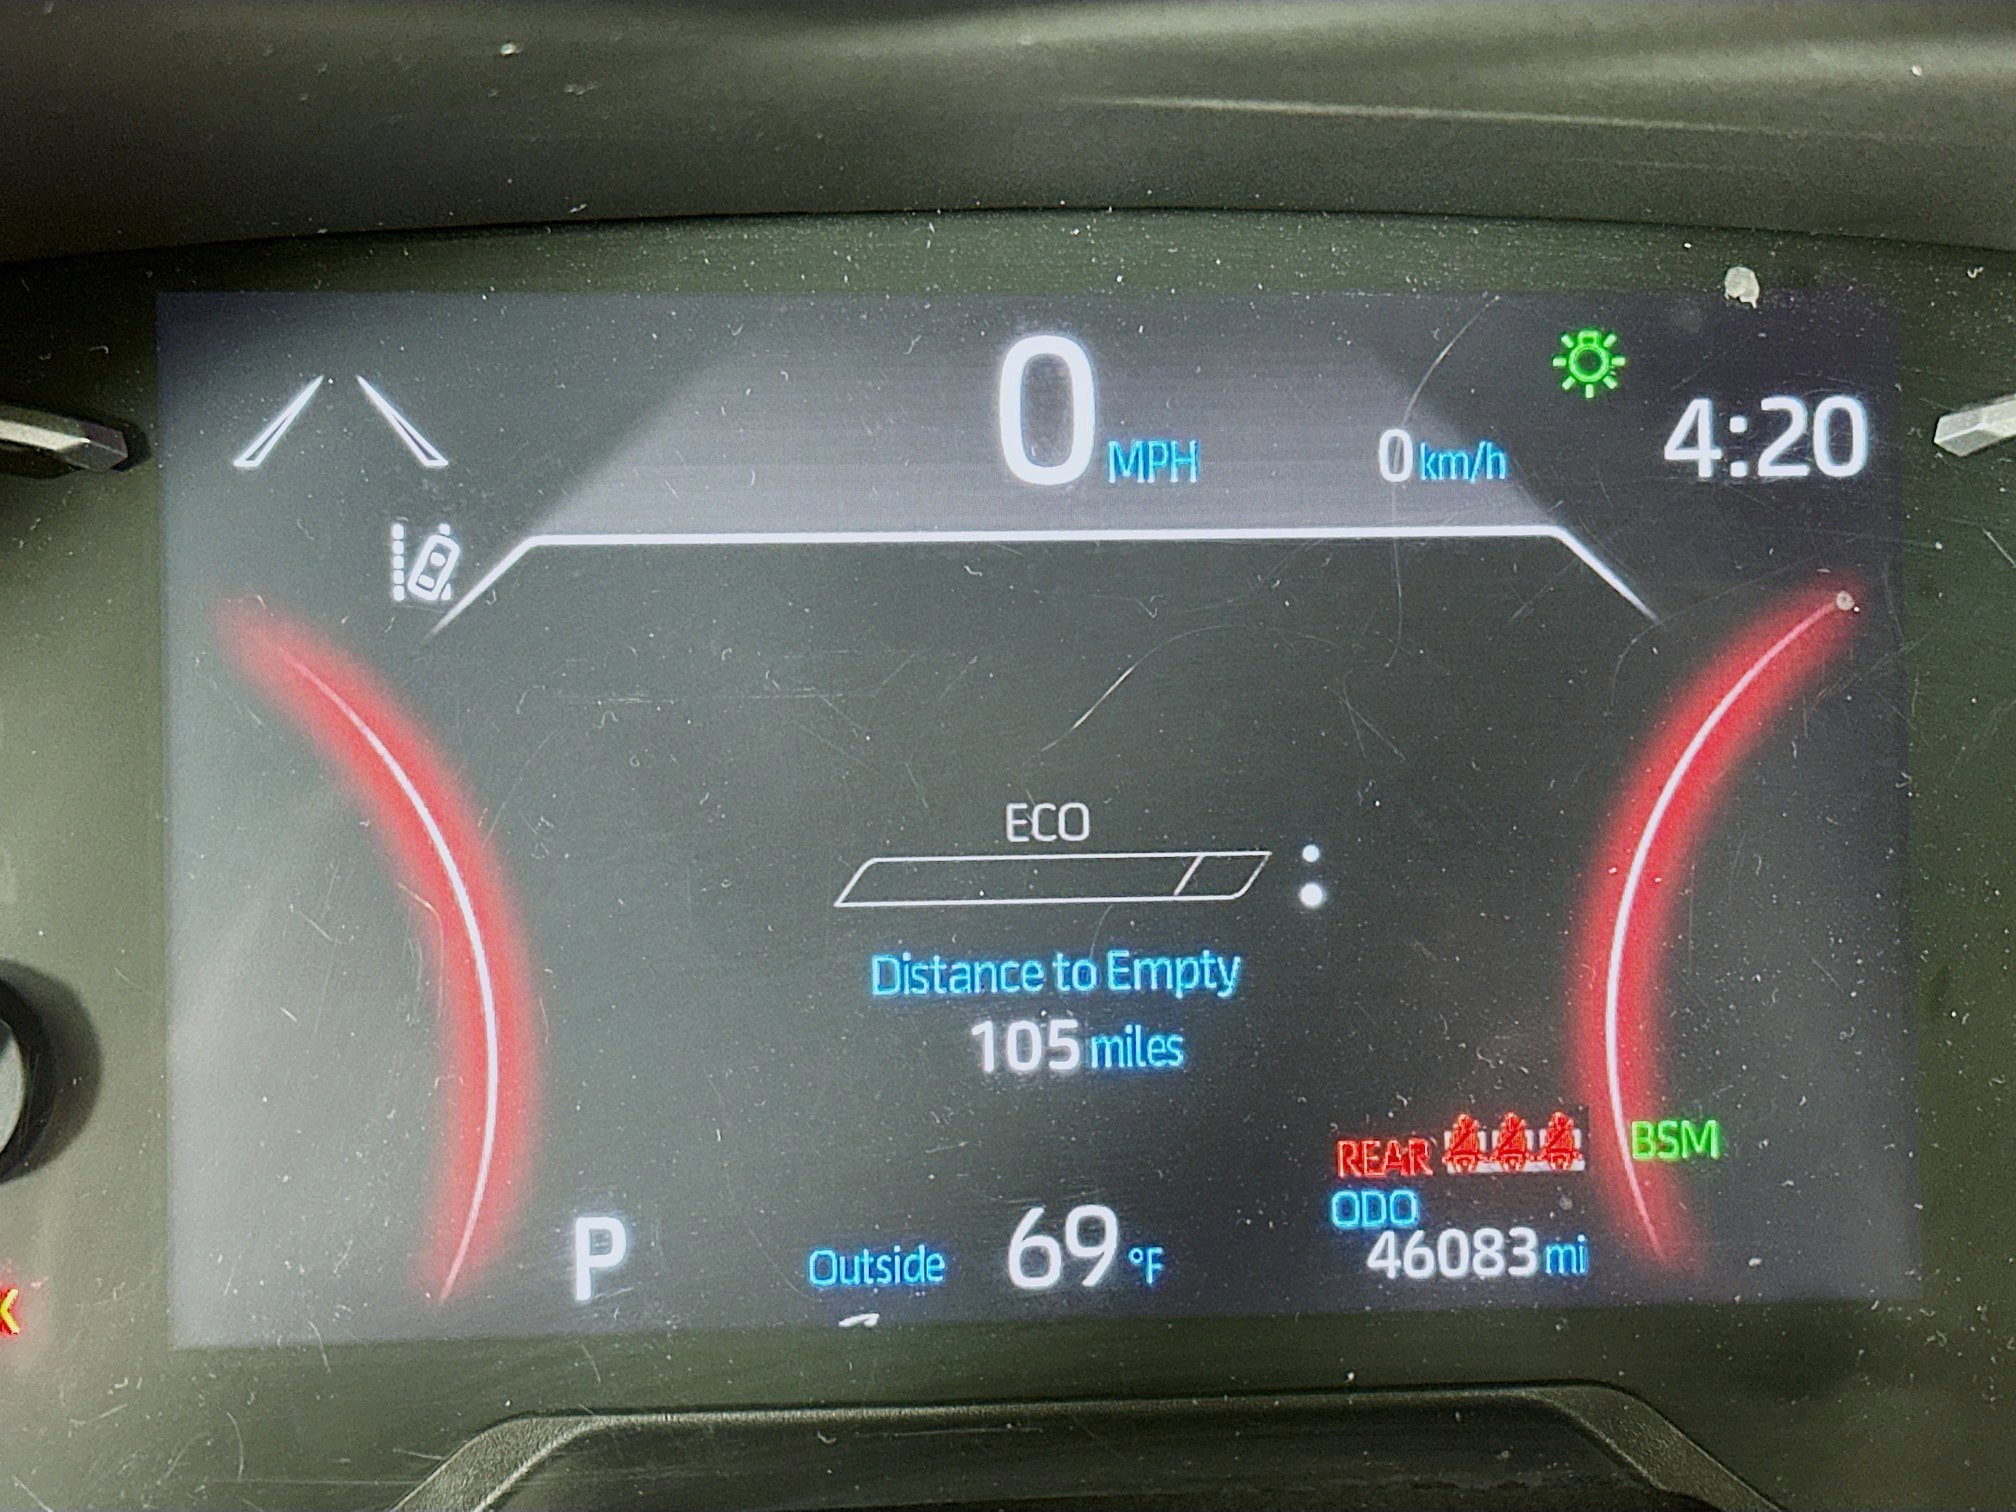 0 MPH 0 km/h 4:20
ECO
Distance to Empty
105 miles
REAR BSM
ODO
P Outside 69 °F 46083 mi
K